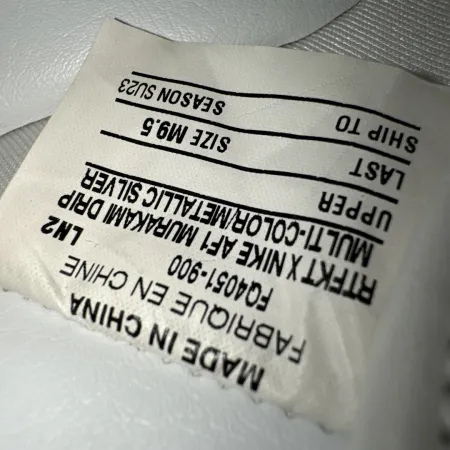 MADE IN CHINA
FABRIQUE EN CHINE
FQ4051-900 LN2
RTFKT X NIKE AF1 MURAKAMI DRIP
MULTI-COLOR/METALLIC SILVER
UPPER
LAST SIZE M9.5
SHIP TO SEASON SU23